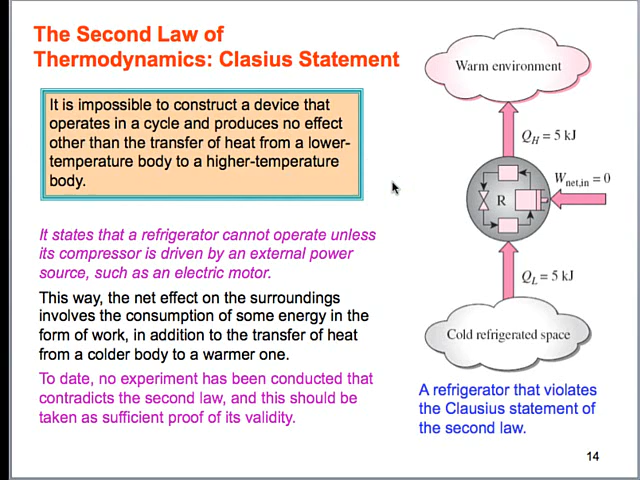 The Second Law of
Thermodynamics: Clasius Statement
It is impossible to construct a device that
operates in a cycle and produces no effect
other than the transfer of heat from a lower-
temperature body to a higher-temperature
body.
It states that a refrigerator cannot operate unless
its compressor is driven by an external power
source, such as an electric motor.
This way, the net effect on the surroundings
involves the consumption of some energy in the
form of work, in addition to the transfer of heat
from a colder body to a warmer one.
To date, no experiment has been conducted that
contradicts the second law, and this should be
taken as sufficient proof of its validity.
Warm environment
Q_H = 5 kJ
W_net,in = 0
R
Q_L = 5 kJ
Cold refrigerated space
A refrigerator that violates
the Clausius statement of
the second law.
14